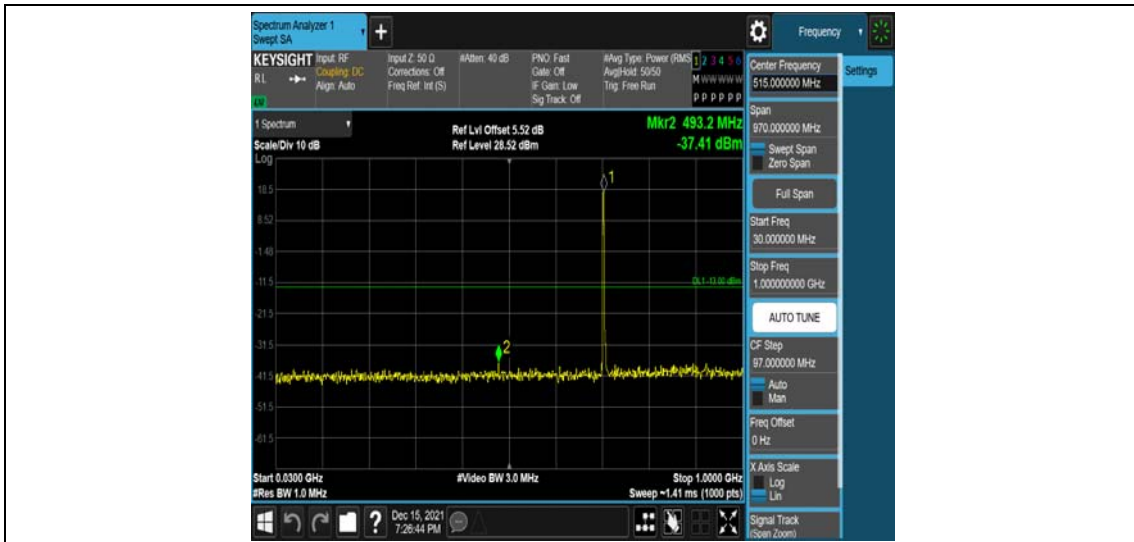 Spectrum Analyzer 1
Swept SA
+
Frequency
KEYSIGHT
RL
Input: RF
Coupling: DC
Align: Auto
Input Z: 50 Ω
Corrections: Off
Freq Ref: Int (S)
#Atten: 40 dB
PNO: Fast
Gate: Off
IF Gain: Low
Sig Track: Off
#Avg Type: Power (RMS
Avg|Hold: 50/50
Trig: Free Run
1 2 3 4 5 6
M W W W W W
P P P P P P
Center Frequency
515.000000 MHz
Settings
1 Spectrum
Scale/Div 10 dB
Ref Lvl Offset 5.52 dB
Ref Level 28.52 dBm
Mkr2 493.2 MHz
-37.41 dBm
Span
970.000000 MHz
Swept Span
Zero Span
Full Span
Start Freq
30.000000 MHz
Stop Freq
1.000000000 GHz
AUTO TUNE
CF Step
97.000000 MHz
Auto
Man
Freq Offset
0 Hz
X Axis Scale
Log
Lin
Signal Track
(Span Zoom)
Log
1
18.5
8.52
-1.48
-11.5
DL1 -13.00 dBm
-21.5
-31.5
2
-41.5
-51.5
-61.5
Start 0.0300 GHz
#Video BW 3.0 MHz
Stop 1.0000 GHz
#Res BW 1.0 MHz
Sweep ~1.41 ms (1000 pts)
?
Dec 15, 2021
7:26:44 PM